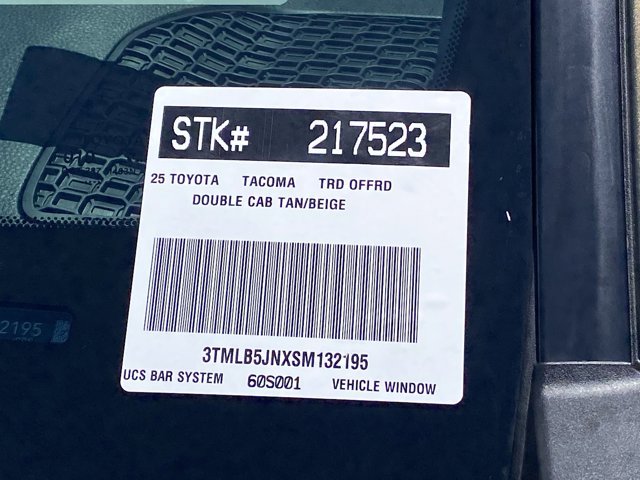 STK# 217523
25 TOYOTA TACOMA TRD OFFRD
DOUBLE CAB TAN/BEIGE
3TMLB5JNXSM132195
UCS BAR SYSTEM 60S001 VEHICLE WINDOW
2195